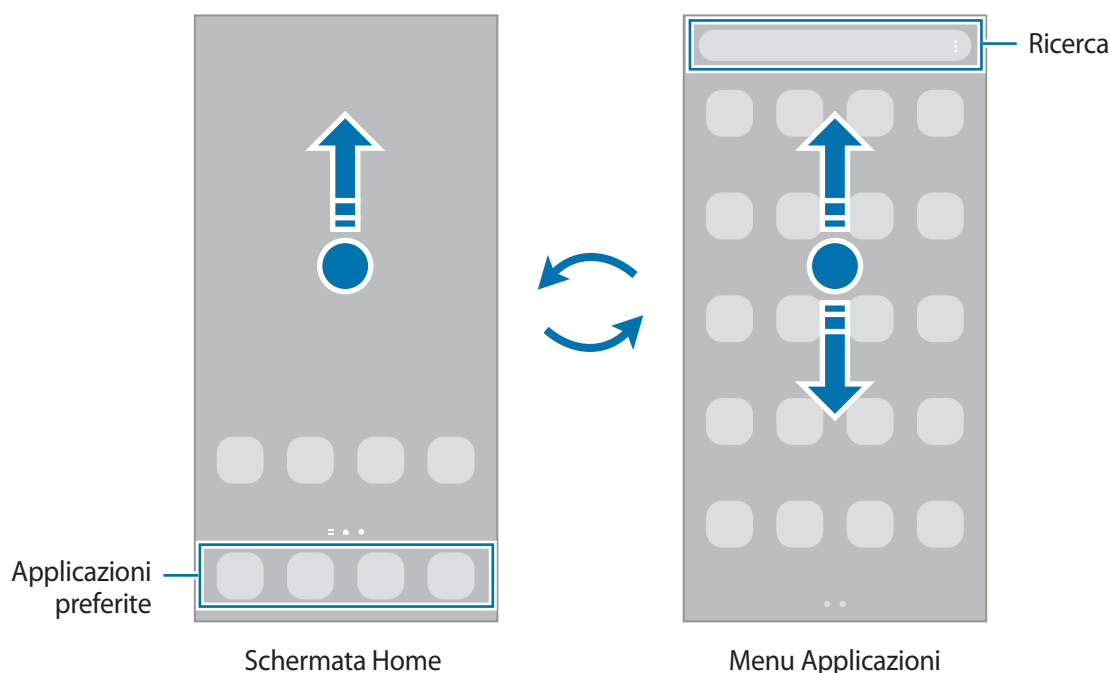 Ricerca
Applicazioni
preferite
Schermata Home
Menu Applicazioni